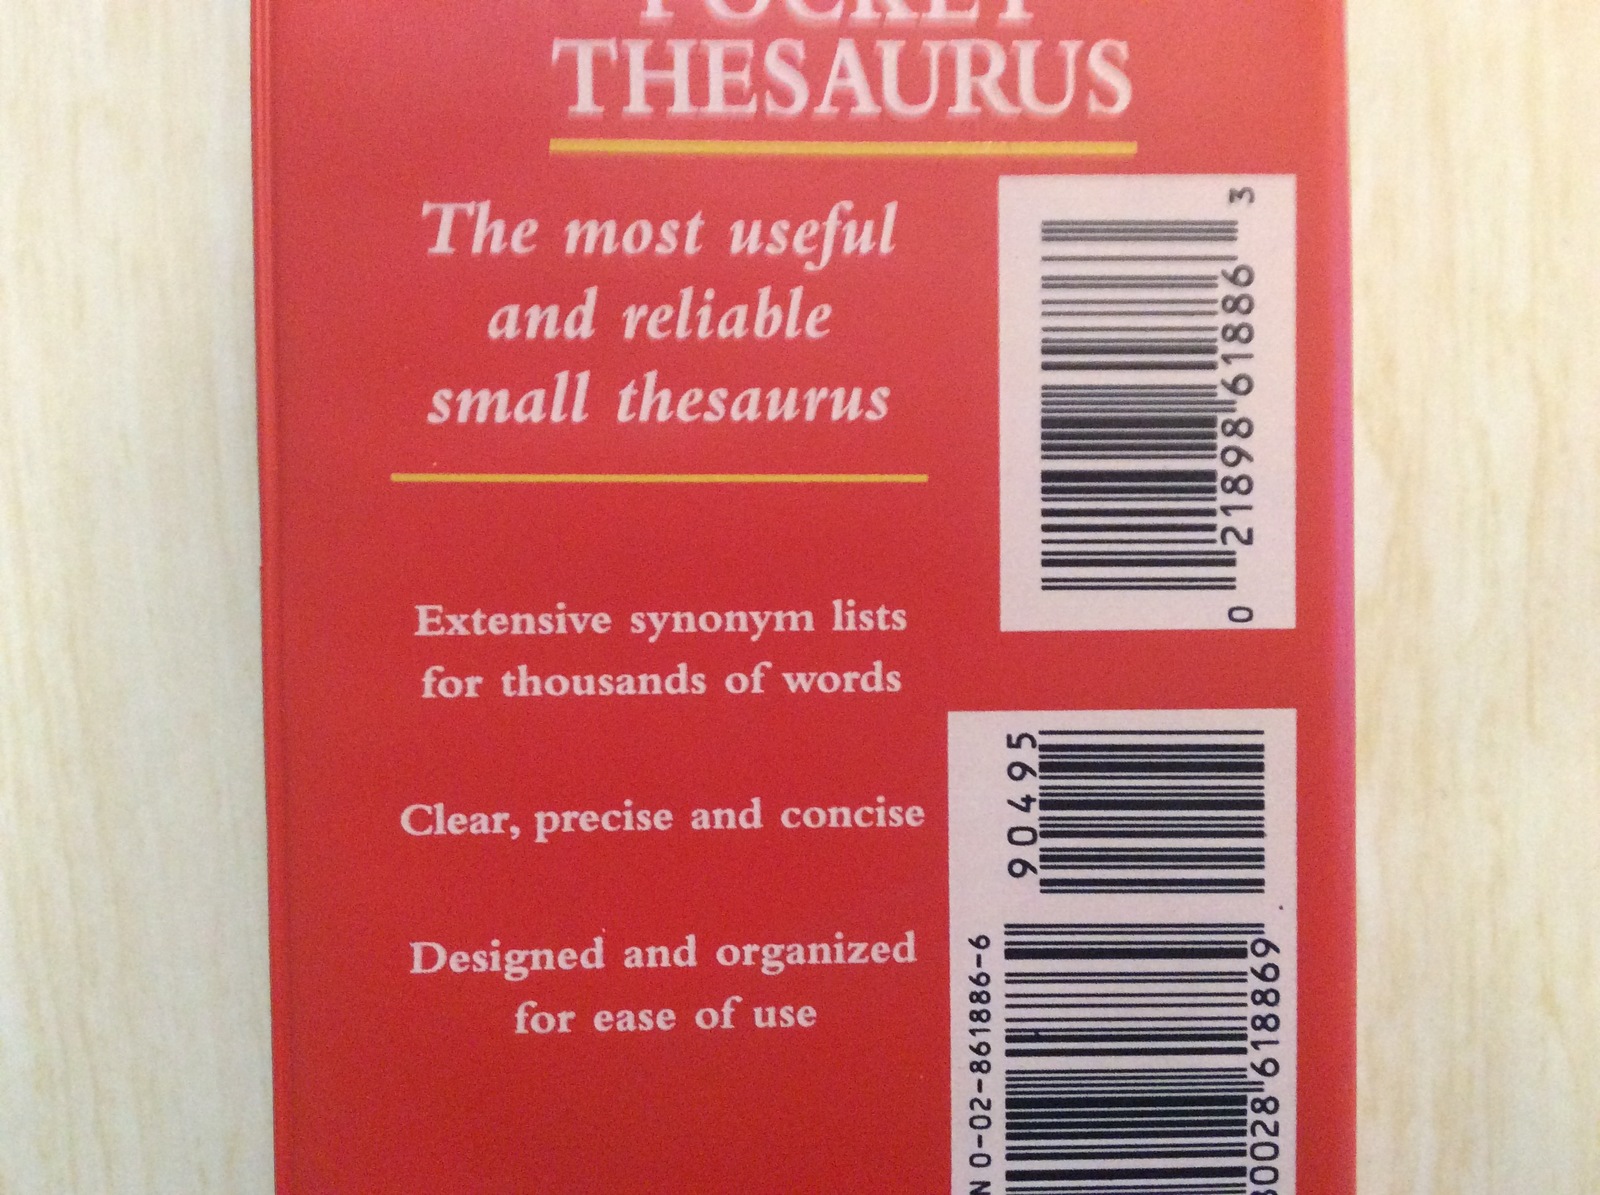 POCKET
THESAURUS
The most useful
and reliable
small thesaurus
Extensive synonym lists
for thousands of words
Clear, precise and concise
Designed and organized
for ease of use
0 21898 61886 3
90495
N 0-02-861886-6
80028 618869